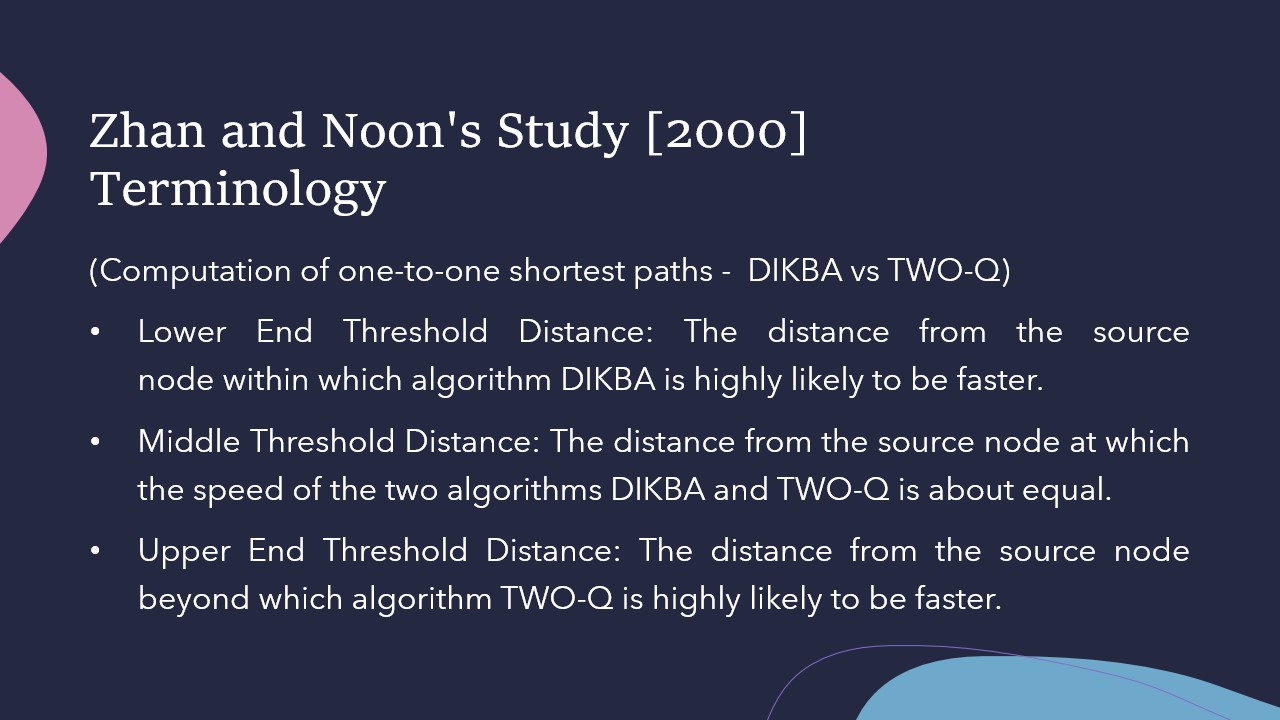 Zhan and Noon's Study [2000]
Terminology
(Computation of one-to-one shortest paths -  DIKBA vs TWO-Q)
• Lower End Threshold Distance: The distance from the source
node within which algorithm DIKBA is highly likely to be faster.
• Middle Threshold Distance: The distance from the source node at which
the speed of the two algorithms DIKBA and TWO-Q is about equal.
• Upper End Threshold Distance: The distance from the source node
beyond which algorithm TWO-Q is highly likely to be faster.